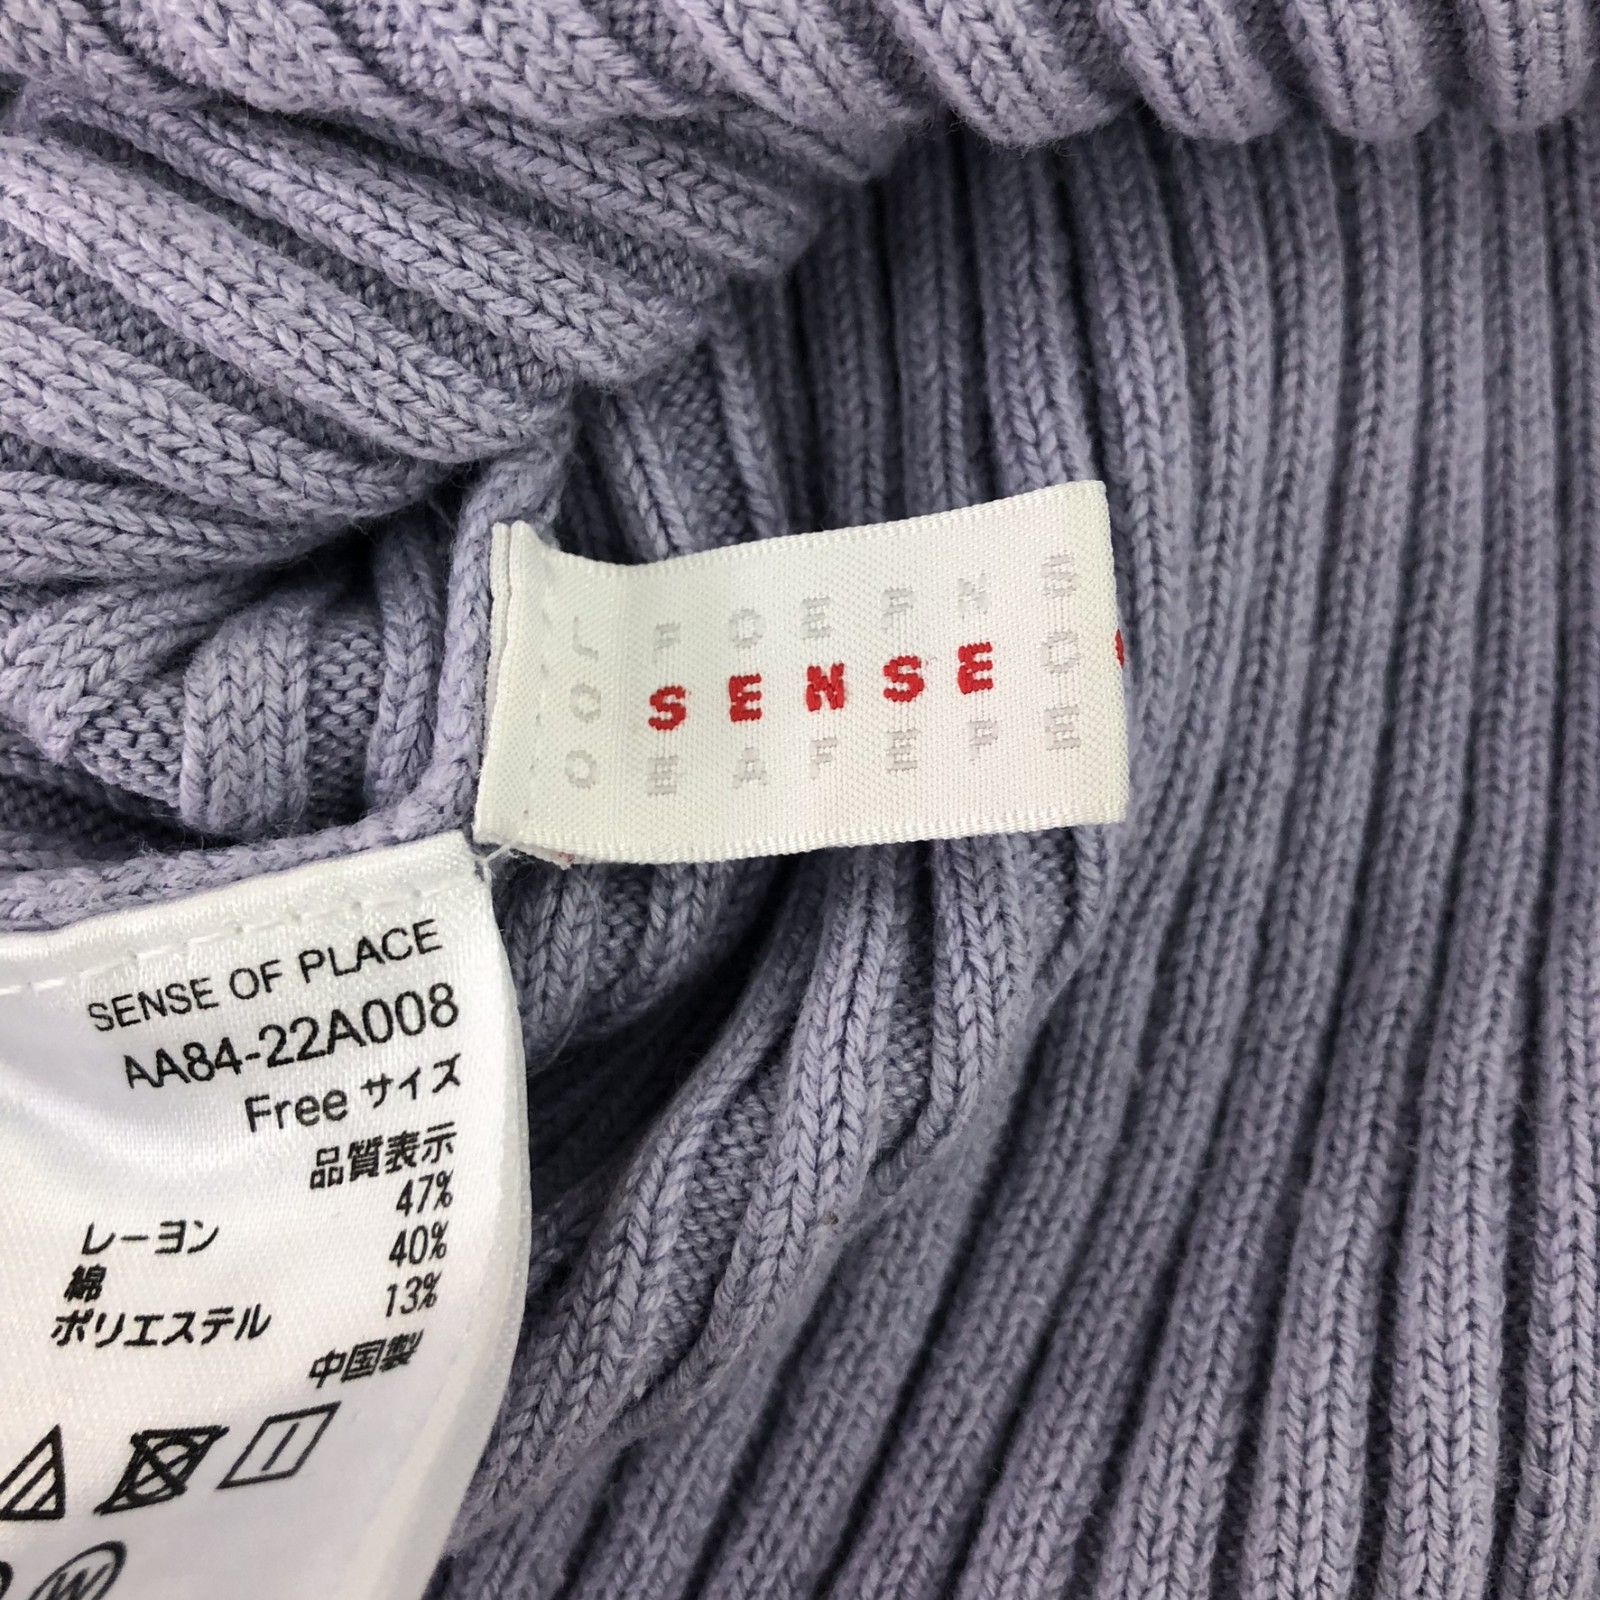 L F O E F N S
O SENSE O
O E A F E P E
SENSE OF PLACE
AA84-22A008
Free サイズ
品質表示
レーヨン 47%
綿 40%
ポリエステル 13%
中国製
W